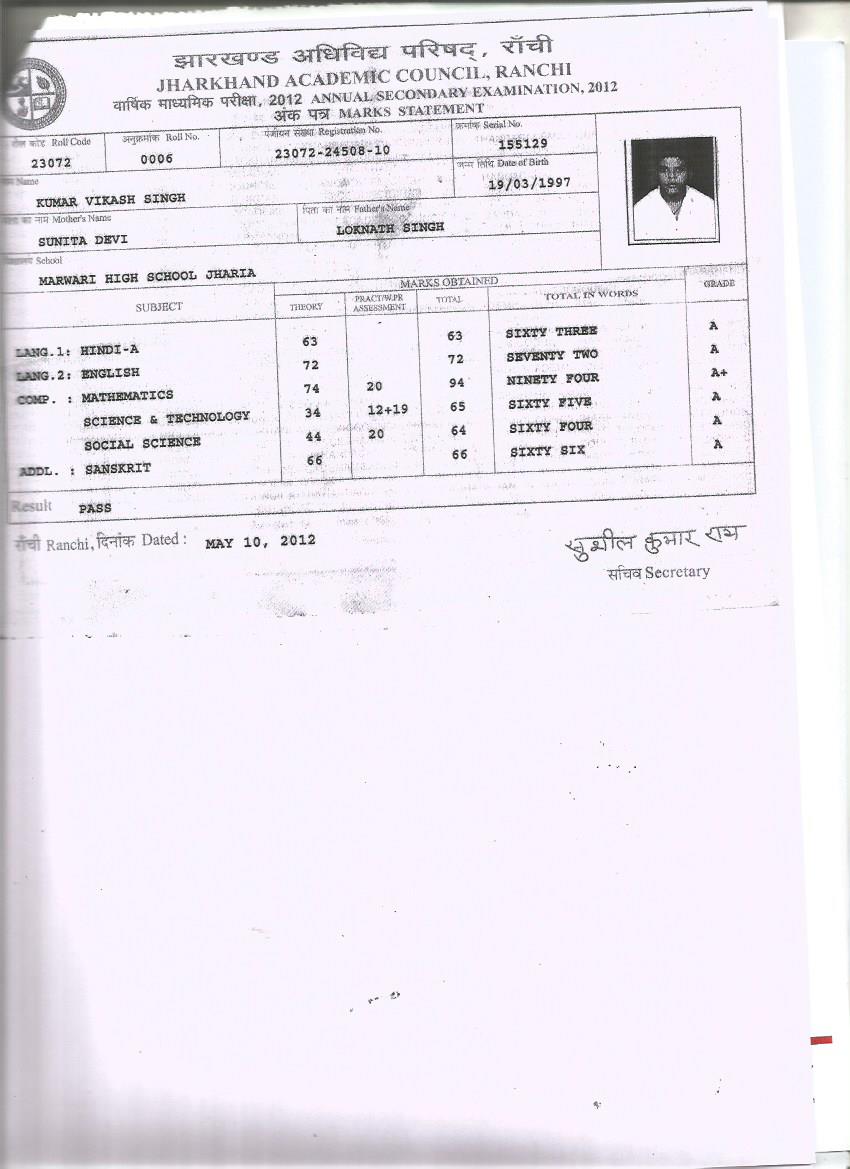 झारखण्ड अधिविद्य परिषद्, राँची
JHARKHAND ACADEMIC COUNCIL, RANCHI
वार्षिक माध्यमिक परीक्षा, 2012 ANNUAL SECONDARY EXAMINATION, 2012
अंक पत्र MARKS STATEMENT
कोड Roll Code अनुक्रमांक Roll No. पंजीयन संख्या Registration No. क्रमांक Serial No.
23072 0006 23072-24508-10 155129
नाम Name जन्म तिथि Date of Birth
KUMAR VIKASH SINGH 19/03/1997
माता का नाम Mother's Name पिता का नाम Father's Name
SUNITA DEVI LOKNATH SINGH
School
MARWARI HIGH SCHOOL JHARIA
SUBJECT MARKS OBTAINED GRADE
THEORY PRACT/W.PR ASSESSMENT TOTAL TOTAL IN WORDS
LANG.1: HINDI-A 63 63 SIXTY THREE A
LANG.2: ENGLISH 72 72 SEVENTY TWO A
COMP. : MATHEMATICS 74 20 94 NINETY FOUR A+
SCIENCE & TECHNOLOGY 34 12+19 65 SIXTY FIVE A
SOCIAL SCIENCE 44 20 64 SIXTY FOUR A
ADDL. : SANSKRIT 66 66 SIXTY SIX A
Result PASS
राँची Ranchi, दिनांक Dated : MAY 10, 2012
सुशील कुमार राय
सचिव Secretary